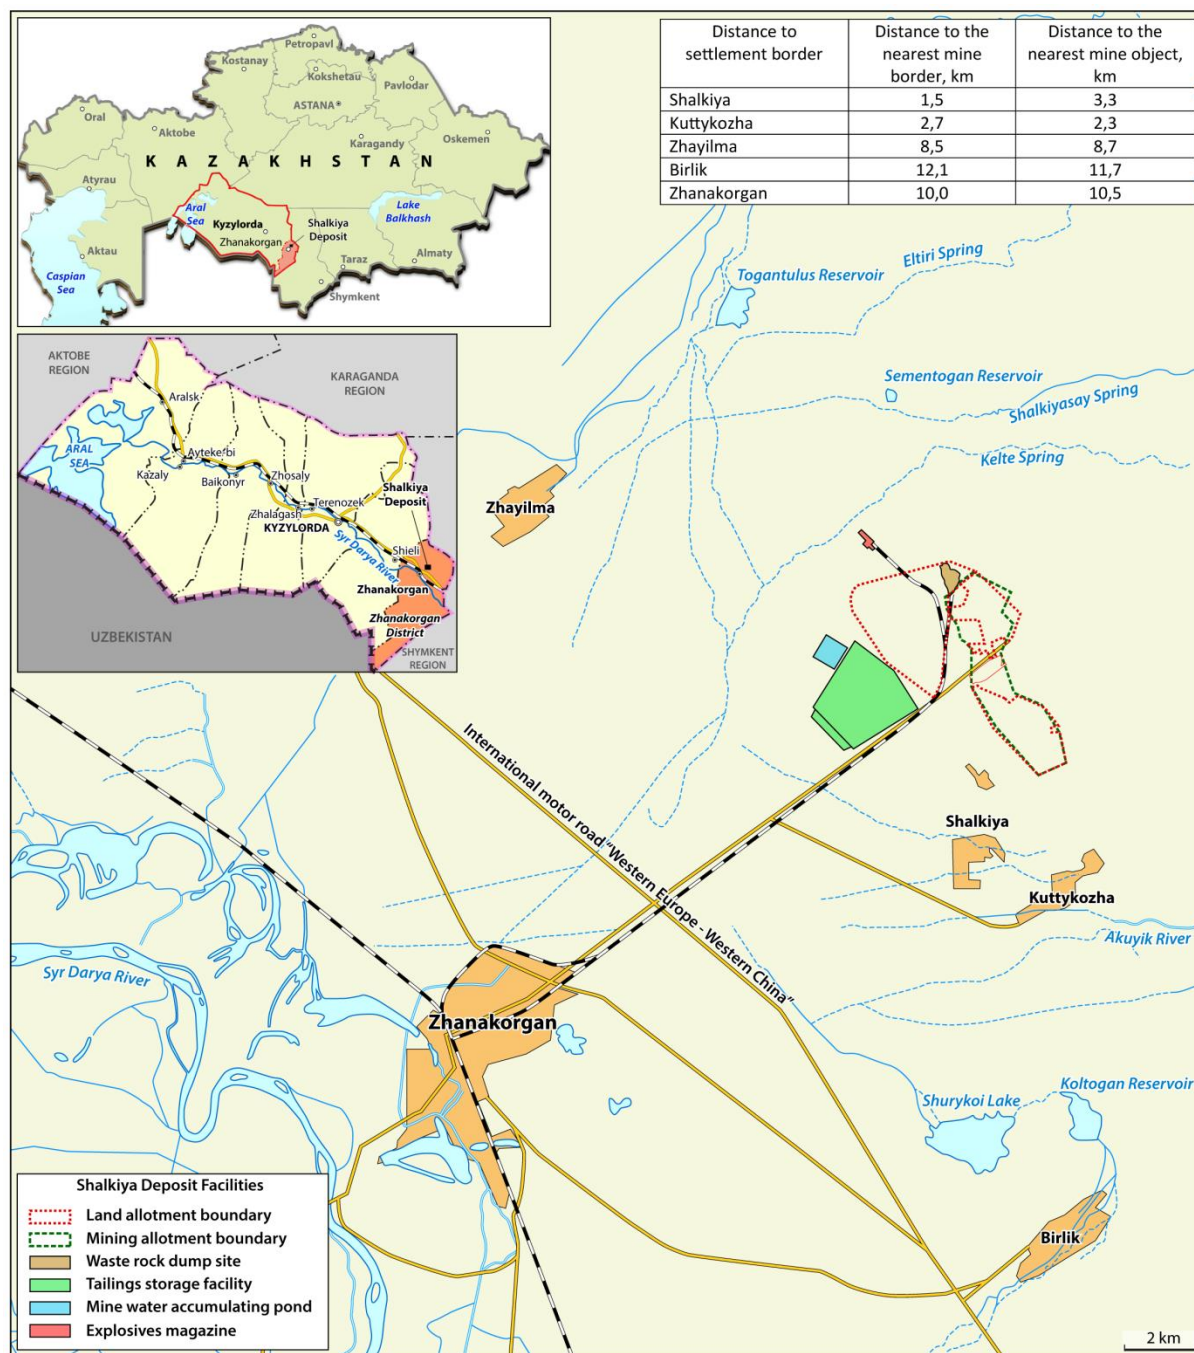 Petropavl
Kostanay
Kokshetau
Pavlodar
ASTANA
Oral
Aktobe
Karagandy
Oskemen
KAZAKHSTAN
Atyrau
Aral
Sea
Kyzylorda
Zhanakorgan
Shalkiya
Deposit
Lake
Balkhash
Aktau
Caspian
Sea
Taraz
Almaty
Shymkent
Distance to
settlement border
Distance to the
nearest mine
border, km
Distance to the
nearest mine object,
km
Shalkiya 1,5 3,3
Kuttykozha 2,7 2,3
Zhayilma 8,5 8,7
Birlik 12,1 11,7
Zhanakorgan 10,0 10,5
AKTOBE
REGION
KARAGANDA
REGION
Aralsk
ARAL
SEA
Ayteke-bi
Kazaly
Baikonyr
Zhosaly
Shalkiya
Deposit
Terenozek
Zhalagash
KYZYLORDA
Syr Darya River
Shieli
Zhanakorgan
Zhanakorgan
District
UZBEKISTAN
SHYMKENT
REGION
Eltiri Spring
Togantulus Reservoir
Sementogan Reservoir
Shalkiyasay Spring
Kelte Spring
Zhayilma
International motor road "Western Europe - Western China"
Shalkiya
Kuttykozha
Akuyik River
Syr Darya River
Zhanakorgan
Koltogan Reservoir
Shurykoi Lake
Birlik
Shalkiya Deposit Facilities
Land allotment boundary
Mining allotment boundary
Waste rock dump site
Tailings storage facility
Mine water accumulating pond
Explosives magazine
2 km